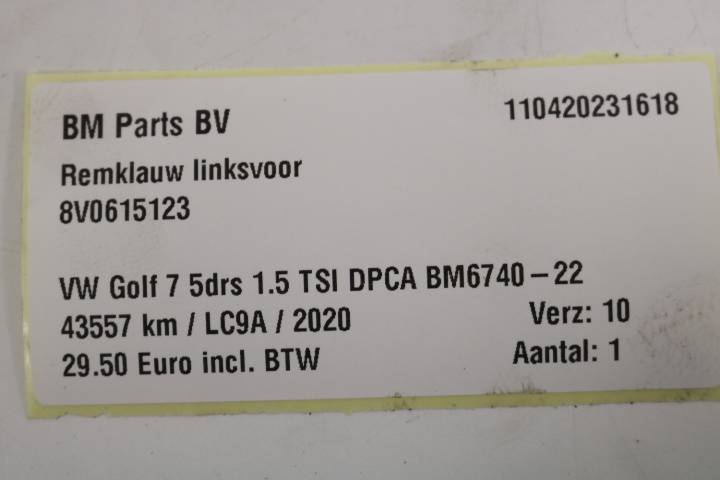 BM Parts BV 110420231618
Remklauw linksvoor
8V0615123
VW Golf 7 5drs 1.5 TSI DPCA BM6740-22
43557 km / LC9A / 2020 Verz: 10
29.50 Euro incl. BTW Aantal: 1